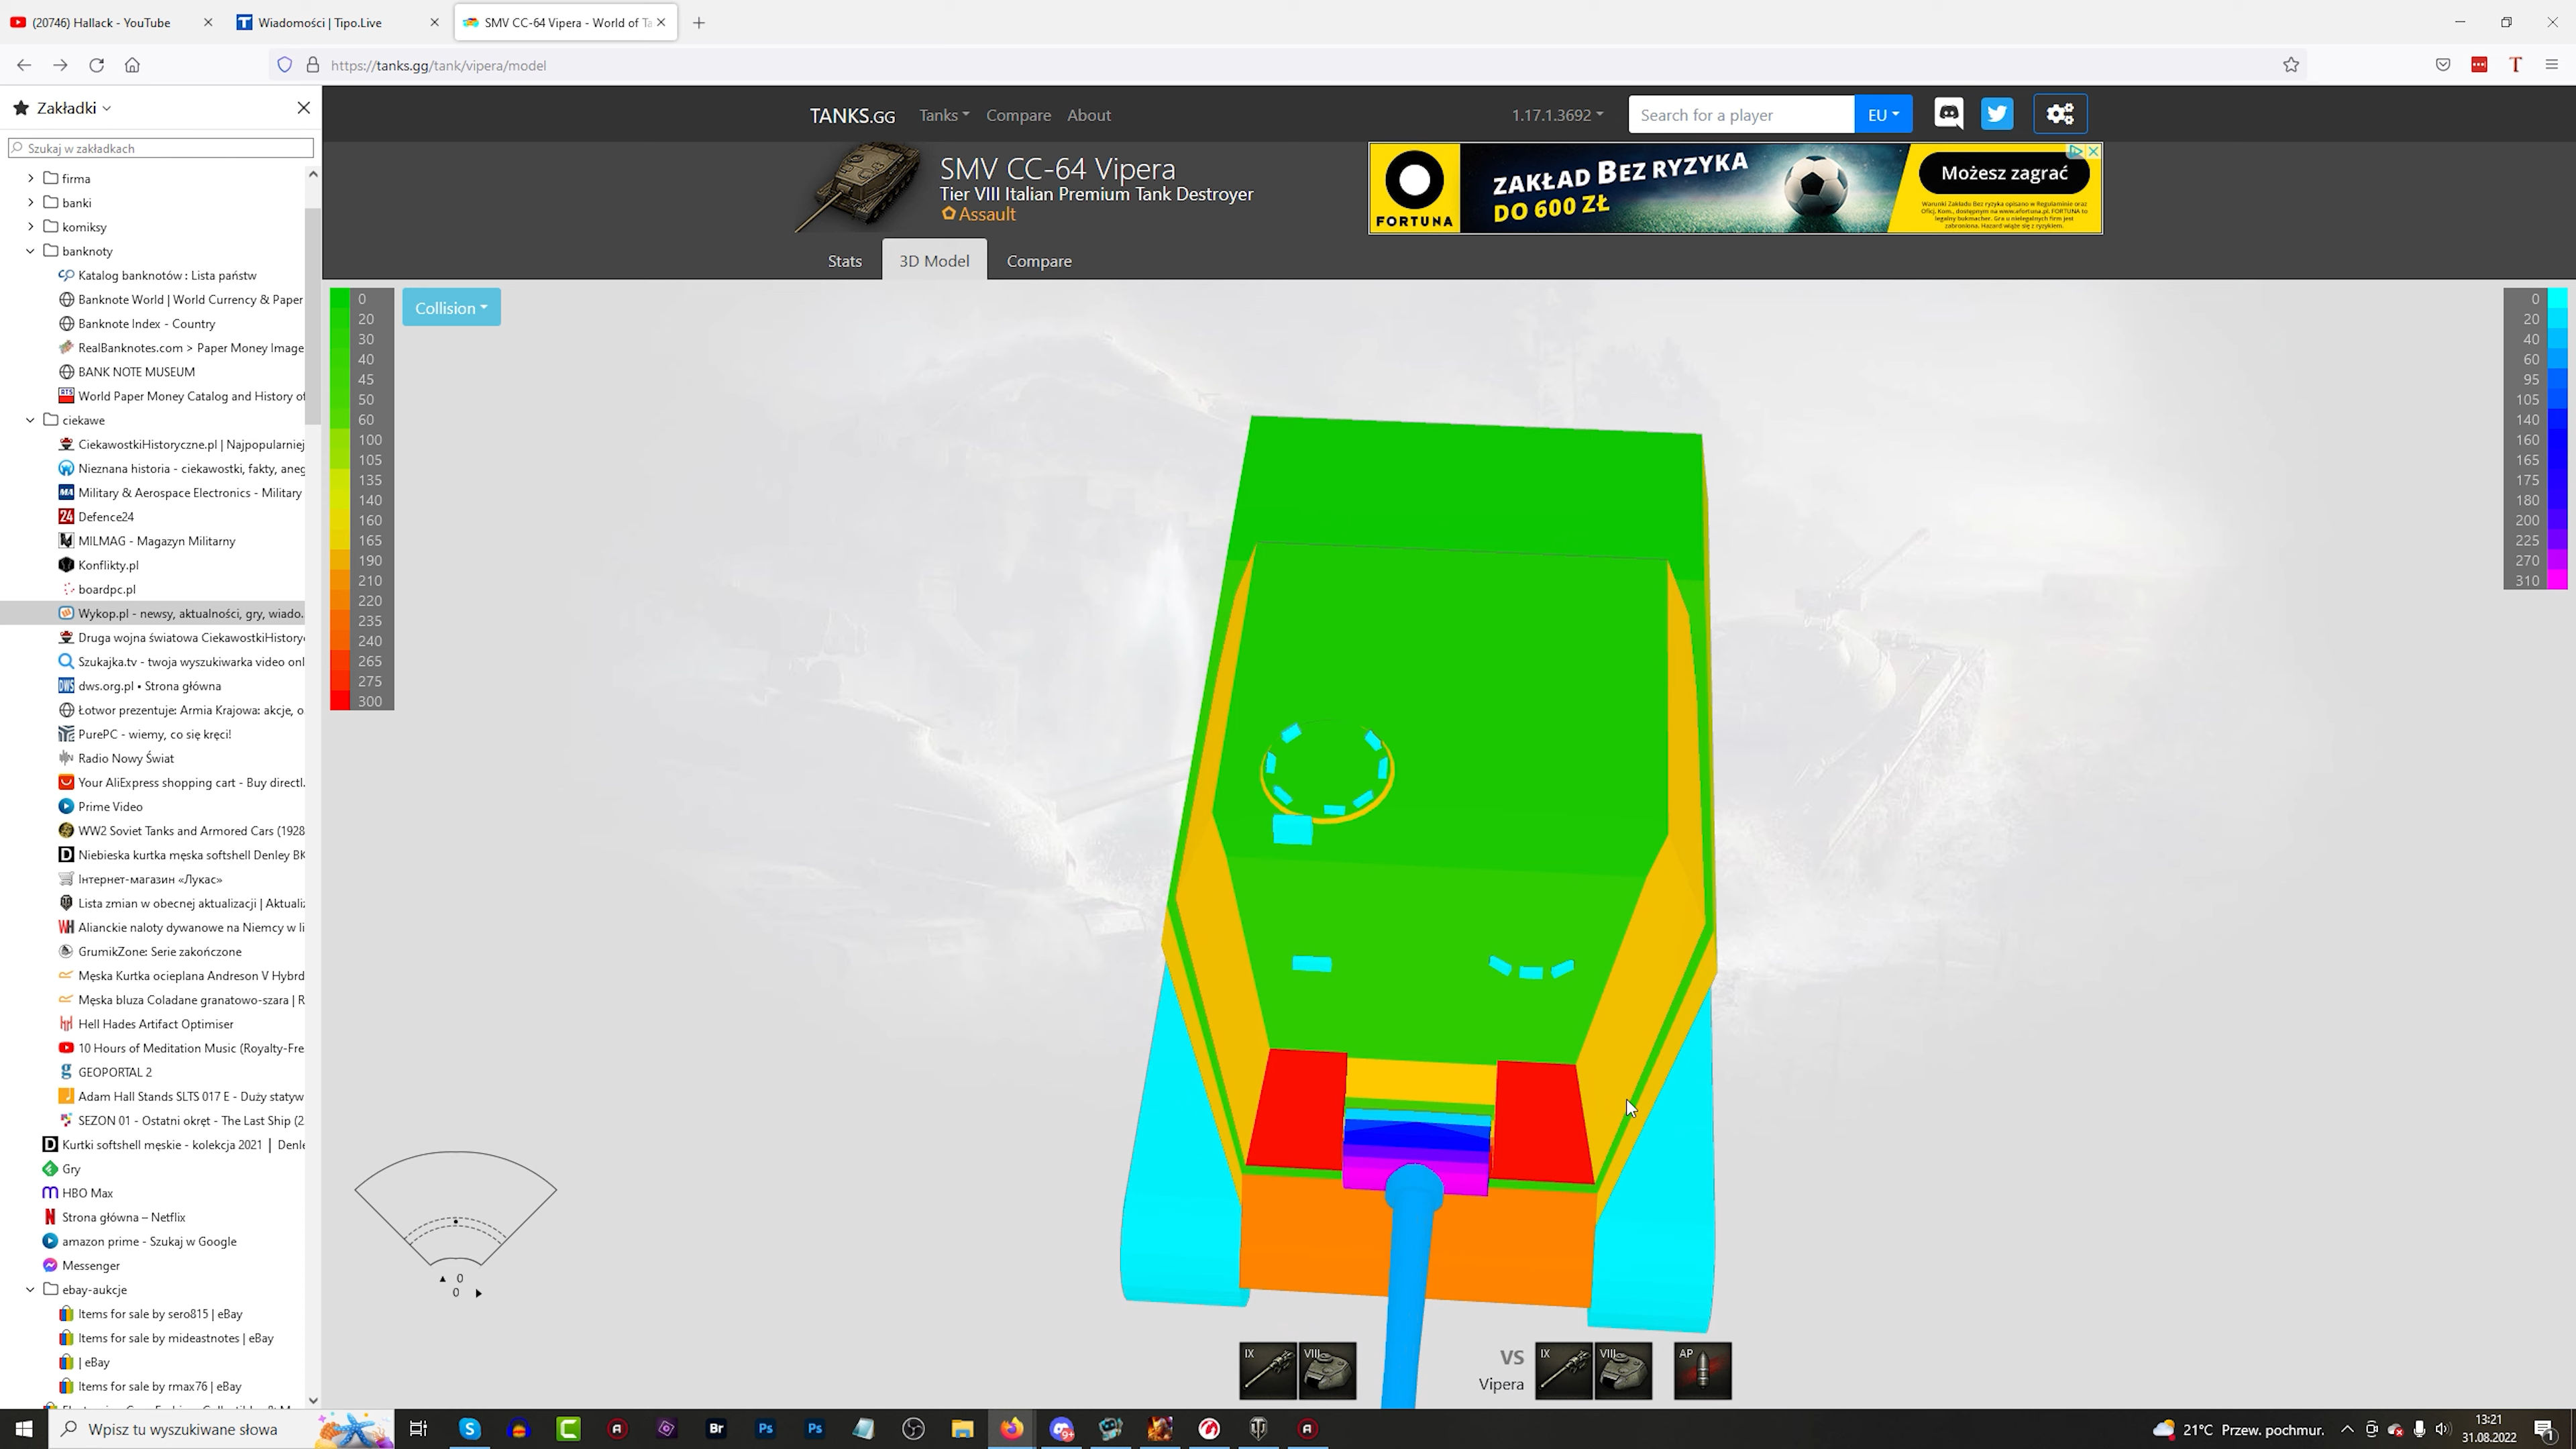 (20746) Hallack - YouTube
Wiadomości | Tipo.Live
SMV CC-64 Vipera - World of Ta
https://tanks.gg/tank/vipera/model
Zakładki
Szukaj w zakładkach
firma
banki
komiksy
banknoty
Katalog banknotów : Lista państw
Banknote World | World Currency & Paper
Banknote Index - Country
RealBanknotes.com > Paper Money Image
BANK NOTE MUSEUM
World Paper Money Catalog and History of
ciekawe
CiekawostkiHistoryczne.pl | Najpopularniej
Nieznana historia - ciekawostki, fakty, aneg
Military & Aerospace Electronics - Military
Defence24
MILMAG - Magazyn Militarny
Konflikty.pl
boardpc.pl
Wykop.pl - newsy, aktualności, gry, wiado.
Druga wojna światowa CiekawostkiHistory
Szukajka.tv - twoja wyszukiwarka video onl
dws.org.pl • Strona główna
Łotwor prezentuje: Armia Krajowa: akcje, o
PurePC - wiemy, co się kręci!
Radio Nowy Świat
Your AliExpress shopping cart - Buy directl.
Prime Video
WW2 Soviet Tanks and Armored Cars (1928
Niebieska kurtka męska softshell Denley BK
Інтернет-магазин «Лукас»
Lista zmian w obecnej aktualizacji | Aktualiz
Alianckie naloty dywanowe na Niemcy w li
GrumikZone: Serie zakończone
Męska Kurtka ocieplana Andreson V Hybrd
Męska bluza Coladane granatowo-szara | R
Hell Hades Artifact Optimiser
10 Hours of Meditation Music (Royalty-Fre
GEOPORTAL 2
Adam Hall Stands SLTS 017 E - Duży statyw
SEZON 01 - Ostatni okręt - The Last Ship (2
Kurtki softshell męskie - kolekcja 2021 | Denle
Gry
HBO Max
Strona główna – Netflix
amazon prime - Szukaj w Google
Messenger
ebay-aukcje
Items for sale by sero815 | eBay
Items for sale by mideastnotes | eBay
| eBay
Items for sale by rmax76 | eBay
TANKS.GG
Tanks
Compare
About
1.17.1.3692
Search for a player
EU
SMV CC-64 Vipera
Tier VIII Italian Premium Tank Destroyer
Assault
FORTUNA
ZAKŁAD BEZ RYZYKA
DO 600 ZŁ
Możesz zagrać
Stats
3D Model
Compare
Collision
0
20
30
40
45
50
60
100
105
135
140
160
165
190
210
220
235
240
265
275
300
0
20
40
60
95
105
140
160
165
175
180
200
225
270
310
0
0
IX
VIII
VS
Vipera
IX
VIII
AP
Wpisz tu wyszukiwane słowa
Br
Ps
Ps
9+
21°C Przew. pochmur.
13:21
31.08.2022
1